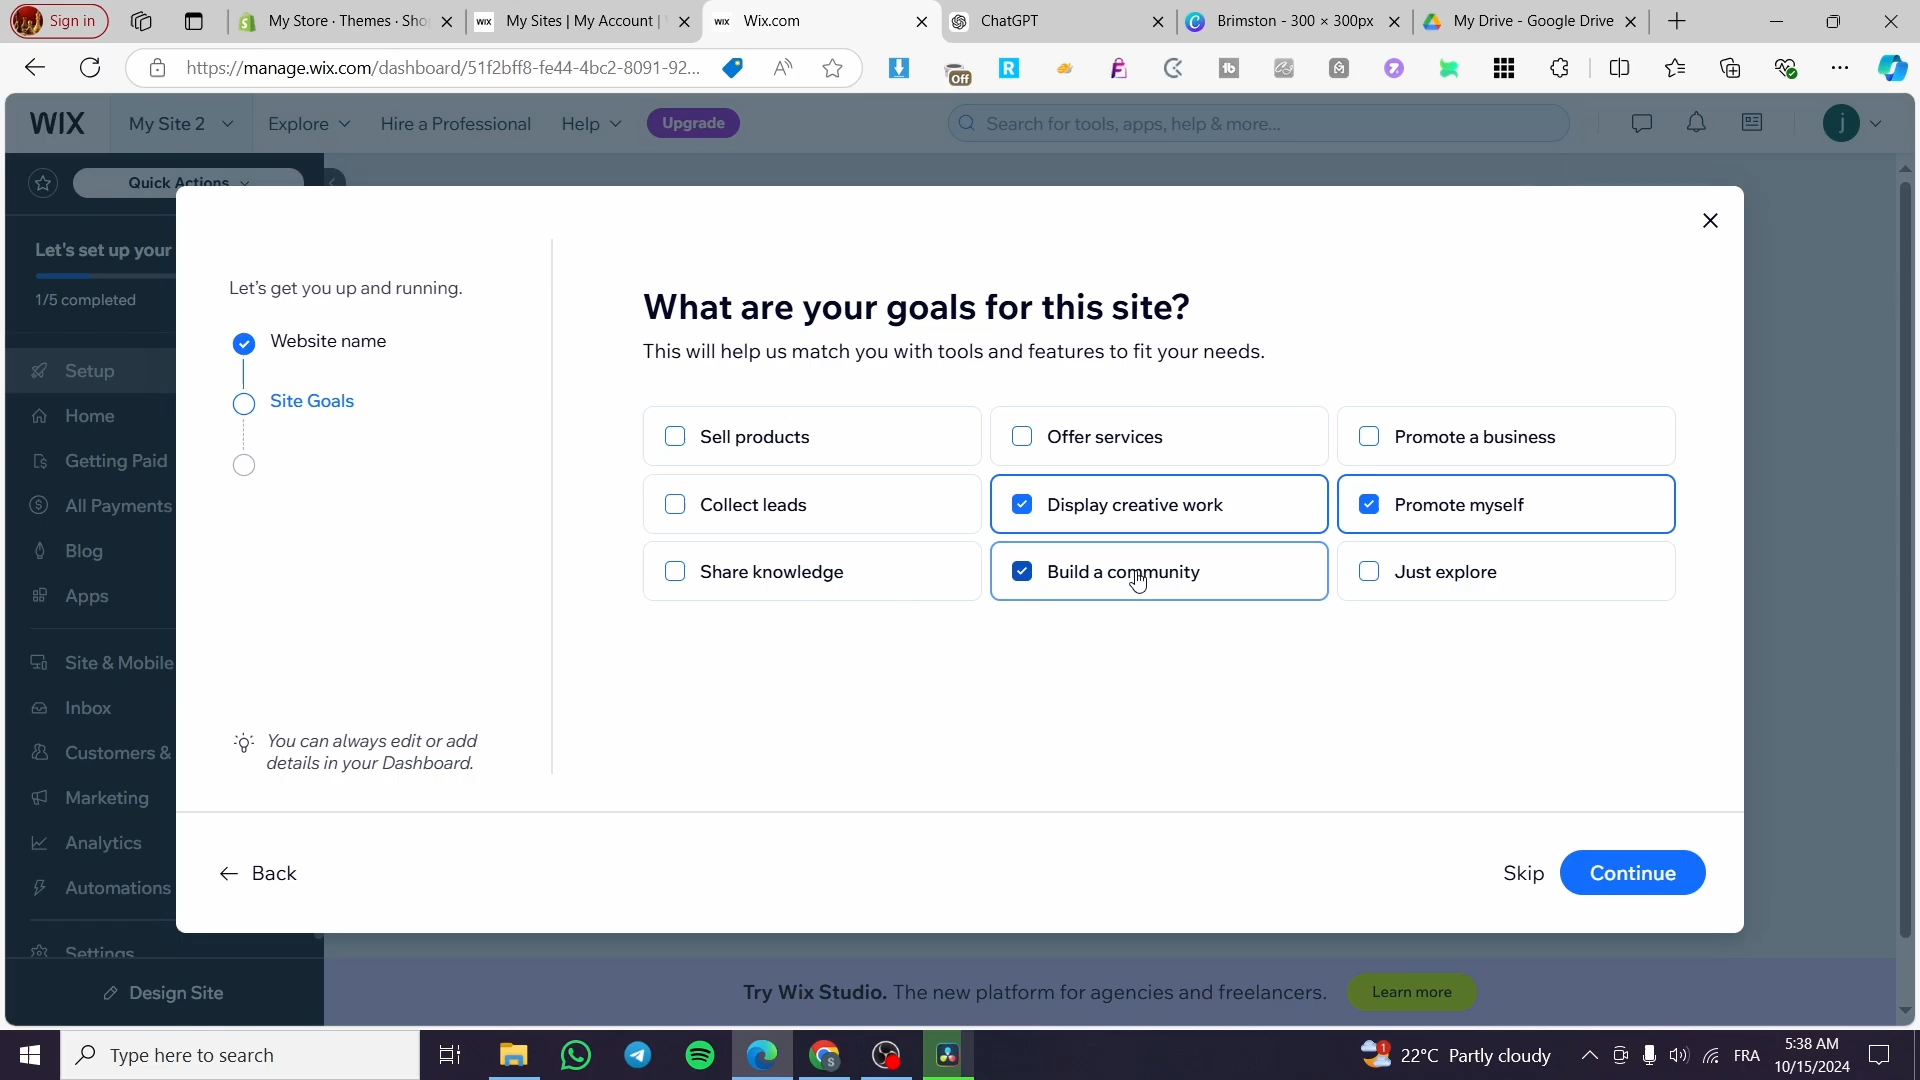 Sign in
My Store · Themes · Sho
My Sites | My Account |
Wix.com
ChatGPT
Brimston - 300 × 300px
My Drive - Google Drive
https://manage.wix.com/dashboard/51f2bff8-fe44-4bc2-8091-92...
WIX
My Site 2
Explore
Hire a Professional
Help
Upgrade
Search for tools, apps, help & more...
j
Quick Actions
Let's set up your
1/5 completed
Setup
Home
Getting Paid
All Payments
Blog
Apps
Site & Mobile
Inbox
Customers &
Marketing
Analytics
Automations
Settings
Design Site
Let's get you up and running.
Website name
Site Goals
You can always edit or add
details in your Dashboard.
What are your goals for this site?
This will help us match you with tools and features to fit your needs.
Sell products
Offer services
Promote a business
Collect leads
Display creative work
Promote myself
Share knowledge
Build a community
Just explore
Back
Skip
Continue
Try Wix Studio. The new platform for agencies and freelancers.
Learn more
Type here to search
22°C Partly cloudy
FRA
5:38 AM
10/15/2024